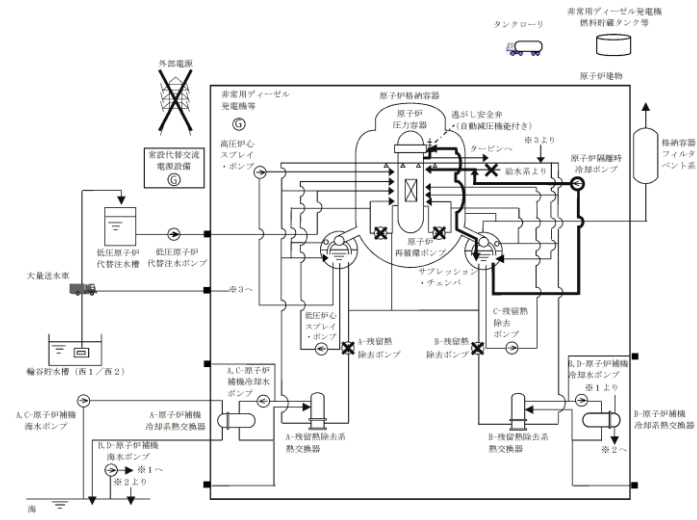 タンクローリ
非常用ディーゼル発電機
燃料貯蔵タンク等
外部電源
原子炉建物
非常用ディーゼル
発電機等
G
原子炉格納容器
原子炉
圧力容器
逃がし安全弁
(自動減圧機能付き)
高圧炉心
スプレイ
・ポンプ
タービンへ
※3より
給水系より
原子炉隔離時
冷却ポンプ
格納容器
フィルタ
ベント系
常設代替交流
電源設備
G
低圧原子炉
代替注水槽
低圧原子炉
代替注水ポンプ
原子炉
再循環ポンプ
サプレッション
・チェンバ
大量送水車
※3へ
低圧炉心
スプレイ
・ポンプ
C-残留熱
除去
ポンプ
A-残留熱
除去ポンプ
B-残留熱
除去ポンプ
輪谷貯水槽(西1/西2)
A,C-原子炉
補機冷却水
ポンプ
B,D-原子炉補機
冷却水ポンプ
※1より
A,C-原子炉補機
海水ポンプ
A-原子炉補機
冷却系熱交換器
B-原子炉補機
冷却系熱交換器
A-残留熱除去系
熱交換器
B-残留熱除去系
熱交換器
※2へ
B,D-原子炉補機
海水ポンプ
※1へ
※2より
海